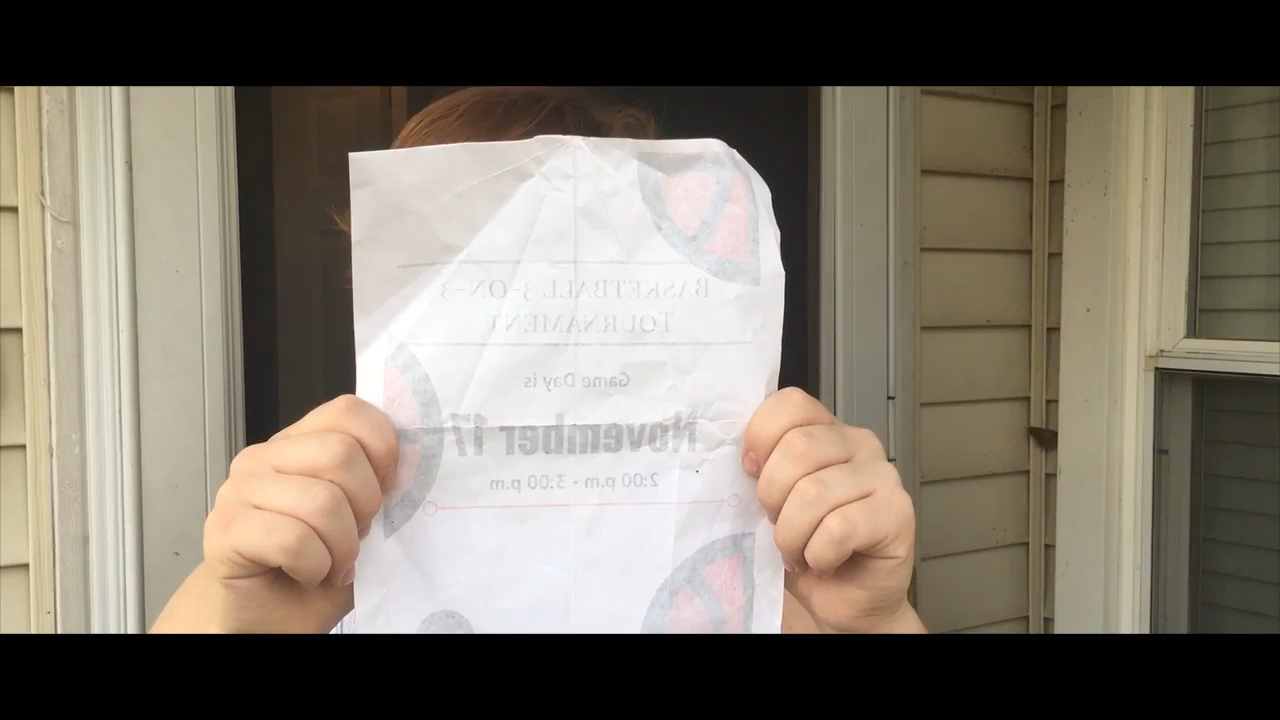 BASKETBALL 3-ON-3
TOURNAMENT
Game Day is
November 17
2:00 p.m - 3:00 p.m